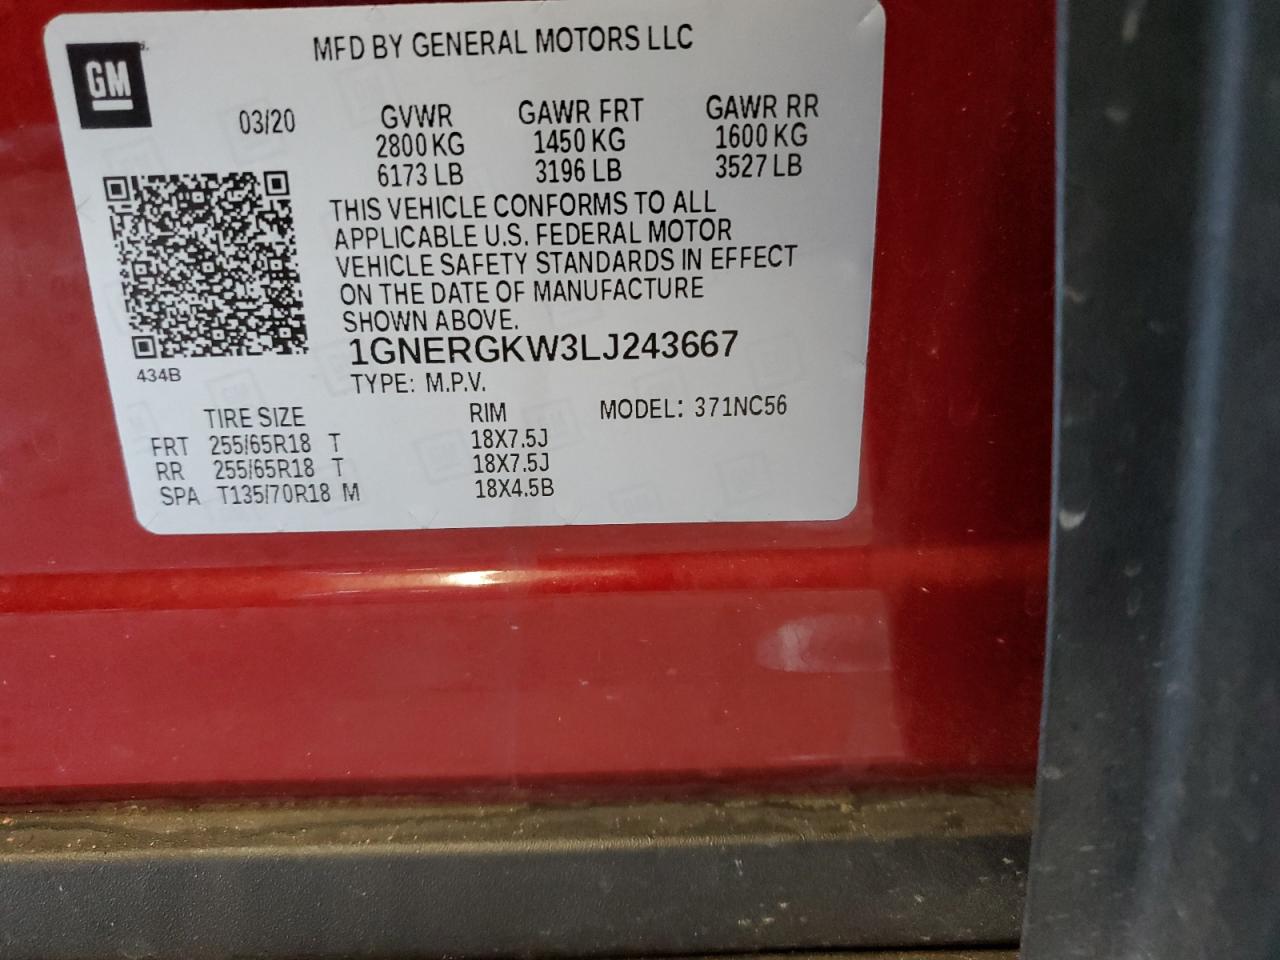 MFD BY GENERAL MOTORS LLC
GM
03/20
GVWR GAWR FRT GAWR RR
2800 KG 1450 KG 1600 KG
6173 LB 3196 LB 3527 LB
THIS VEHICLE CONFORMS TO ALL
APPLICABLE U.S. FEDERAL MOTOR
VEHICLE SAFETY STANDARDS IN EFFECT
ON THE DATE OF MANUFACTURE
SHOWN ABOVE.
1GNERGKW3LJ243667
434B
TYPE: M.P.V.
TIRE SIZE RIM MODEL: 371NC56
FRT 255/65R18 T 18X7.5J
RR 255/65R18 T 18X7.5J
SPA T135/70R18 M 18X4.5B